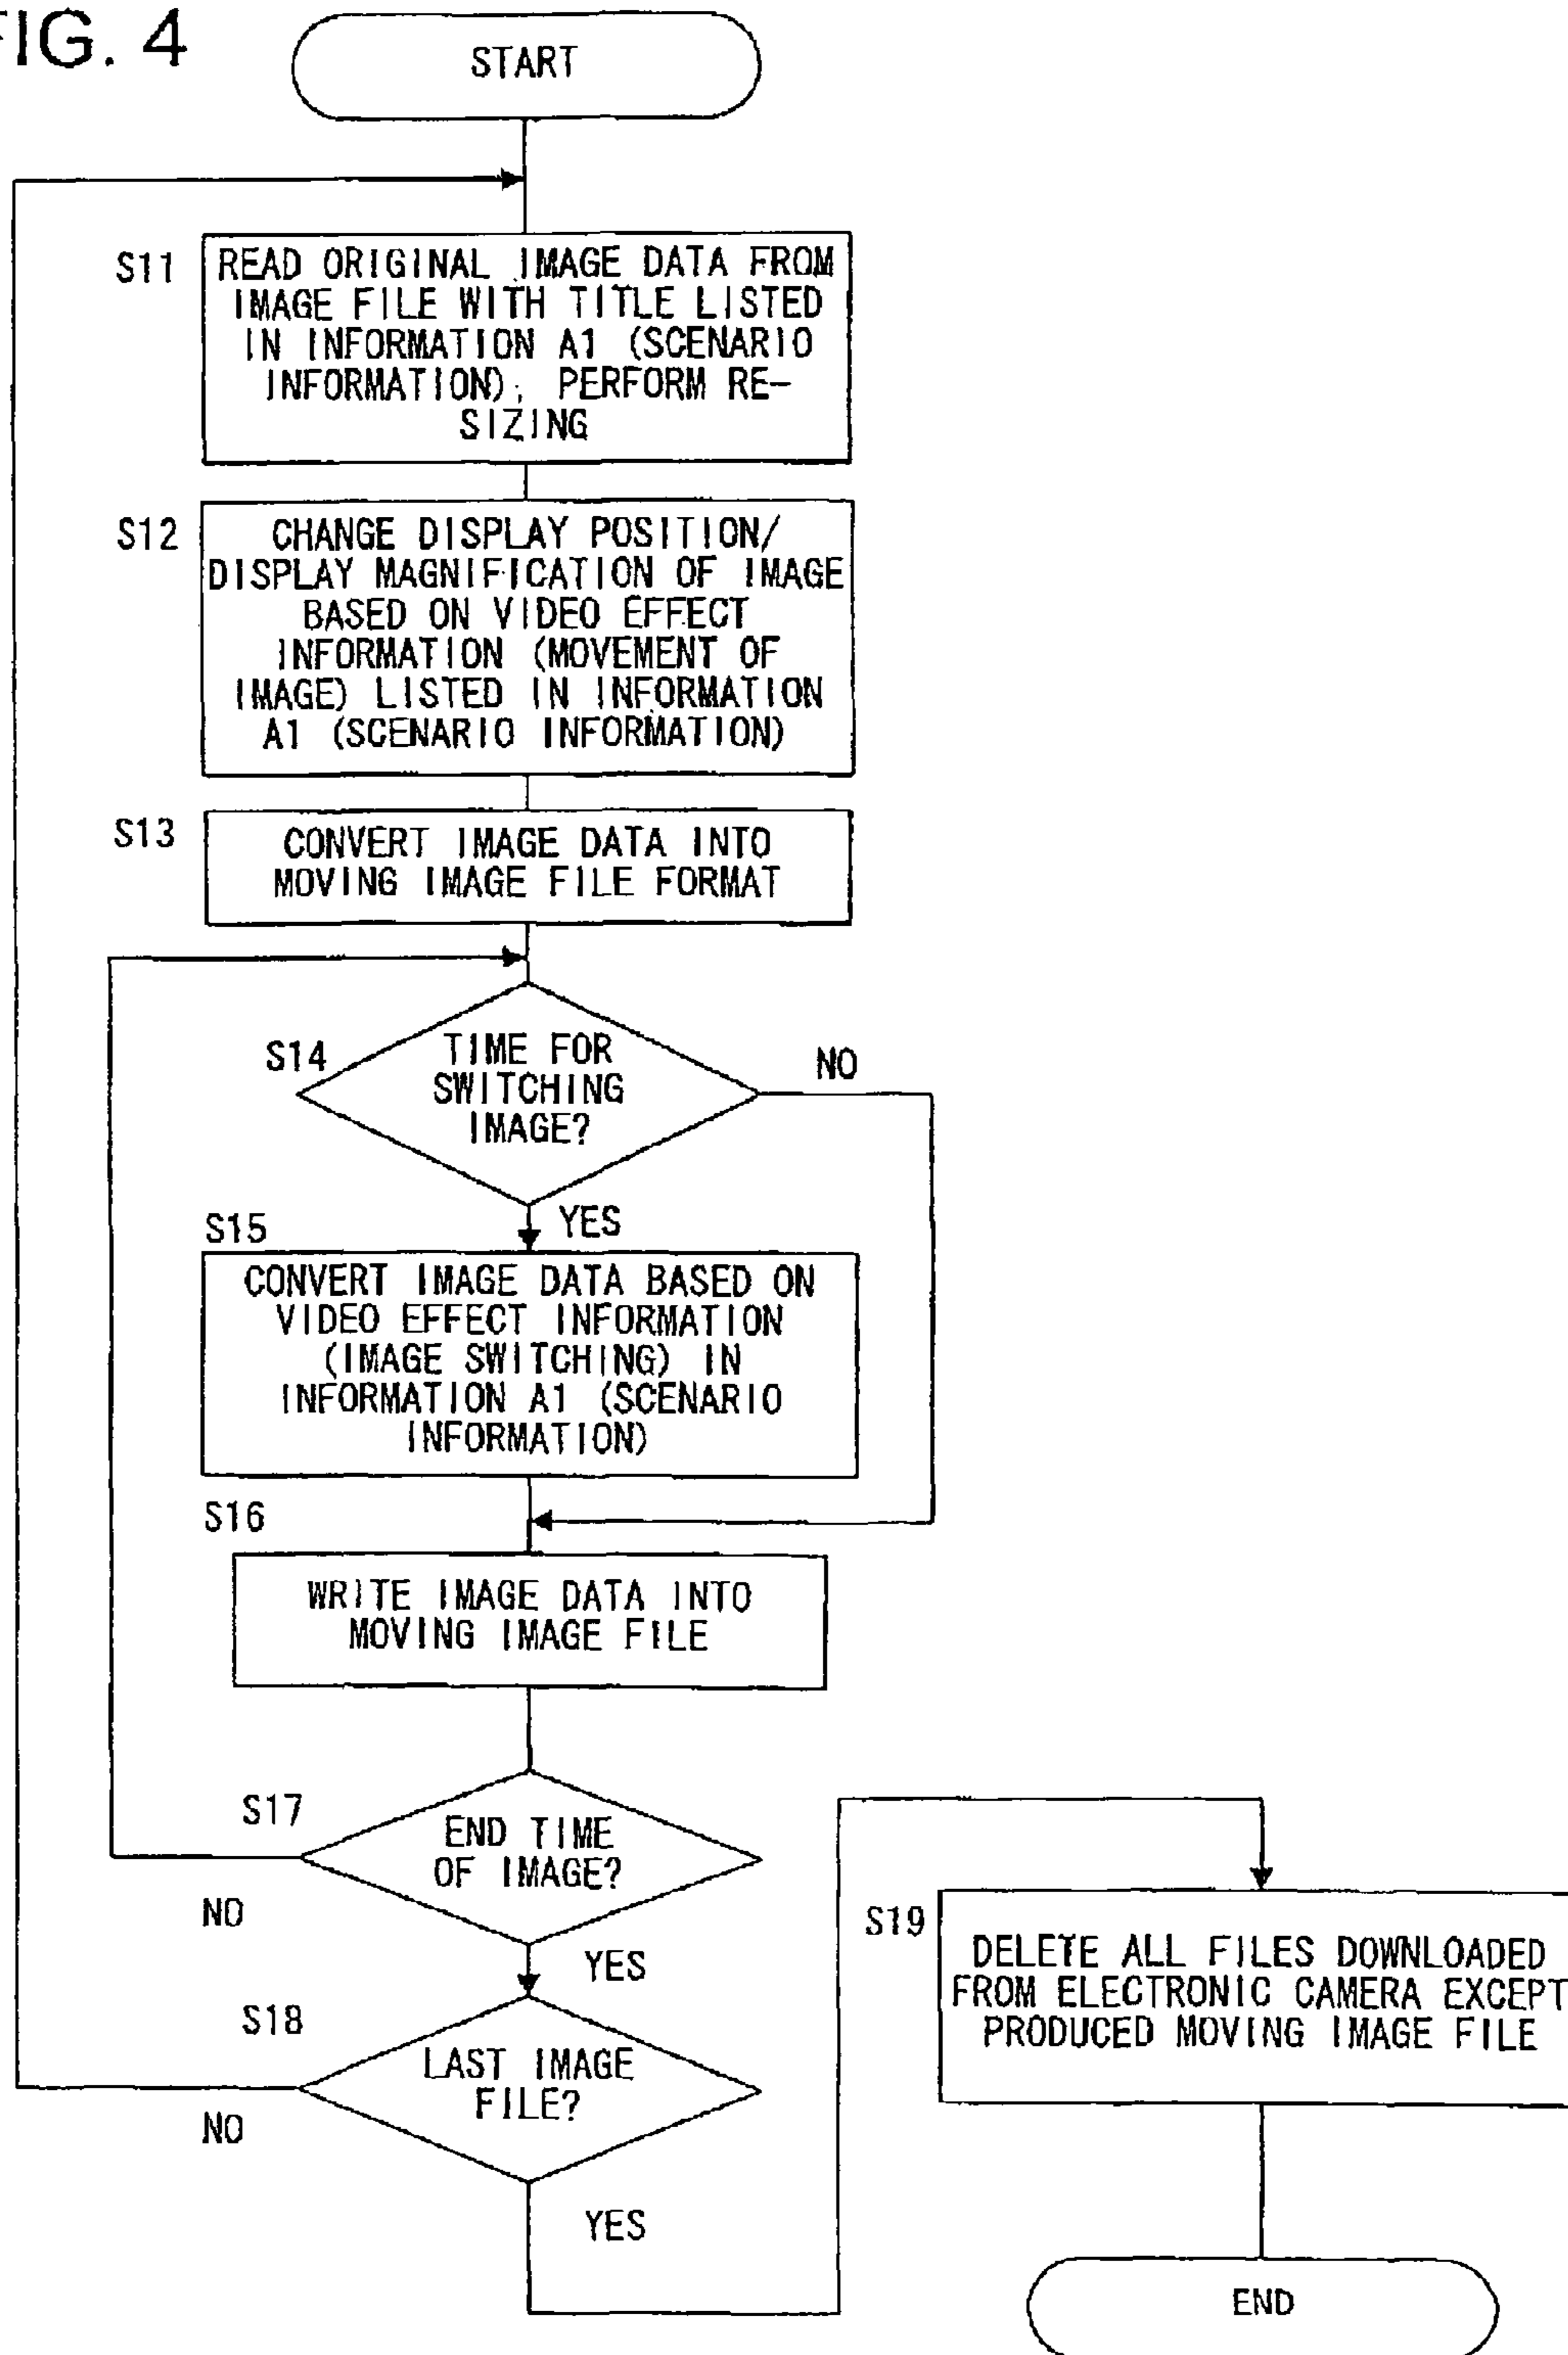 FIG. 4
START
S11
READ ORIGINAL IMAGE DATA FROM
IMAGE FILE WITH TITLE LISTED
IN INFORMATION A1 (SCENARIO
INFORMATION), PERFORM RE-
SIZING
S12
CHANGE DISPLAY POSITION/
DISPLAY MAGNIFICATION OF IMAGE
BASED ON VIDEO EFFECT
INFORMATION (MOVEMENT OF
IMAGE) LISTED IN INFORMATION
A1 (SCENARIO INFORMATION)
S13
CONVERT IMAGE DATA INTO
MOVING IMAGE FILE FORMAT
S14
TIME FOR
SWITCHING
IMAGE?
NO
YES
S15
CONVERT IMAGE DATA BASED ON
VIDEO EFFECT INFORMATION
(IMAGE SWITCHING) IN
INFORMATION A1 (SCENARIO
INFORMATION)
S16
WRITE IMAGE DATA INTO
MOVING IMAGE FILE
S17
END TIME
OF IMAGE?
NO
YES
S18
LAST IMAGE
FILE?
NO
YES
S19
DELETE ALL FILES DOWNLOADED
FROM ELECTRONIC CAMERA EXCEPT
PRODUCED MOVING IMAGE FILE
END